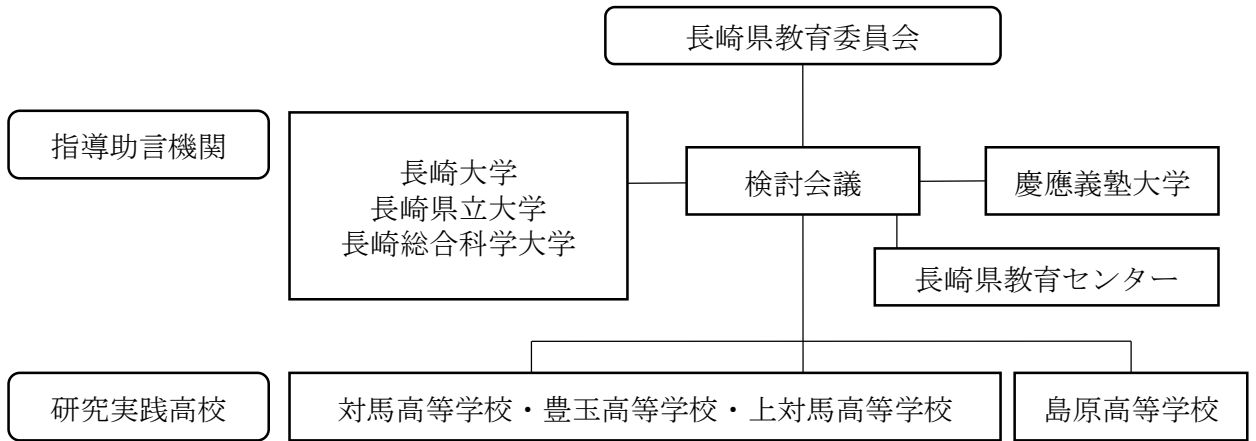 長崎県教育委員会
指導助言機関
長崎大学
長崎県立大学
長崎総合科学大学
検討会議
慶應義塾大学
長崎県教育センター
研究実践高校
対馬高等学校・豊玉高等学校・上対馬高等学校
島原高等学校